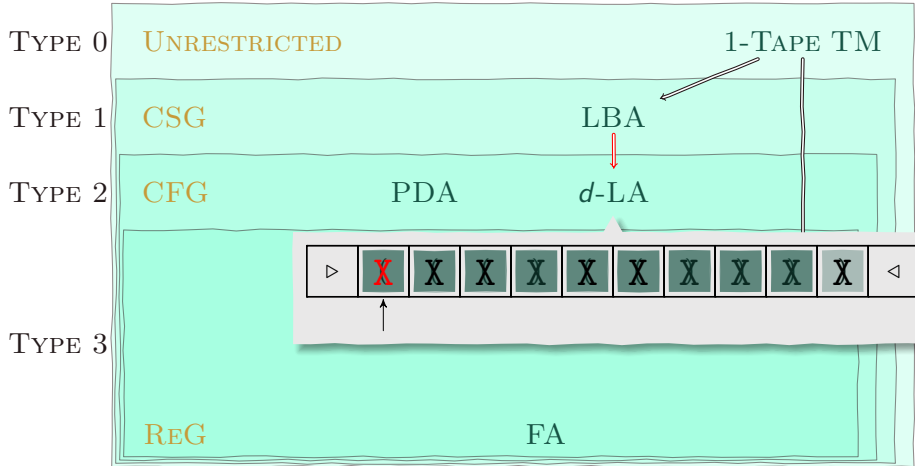 TYPE 0 UNRESTRICTED 1-TAPE TM
TYPE 1 CSG LBA
TYPE 2 CFG PDA d-LA
▷ X X X X X X X X X X ◁
TYPE 3
REG FA